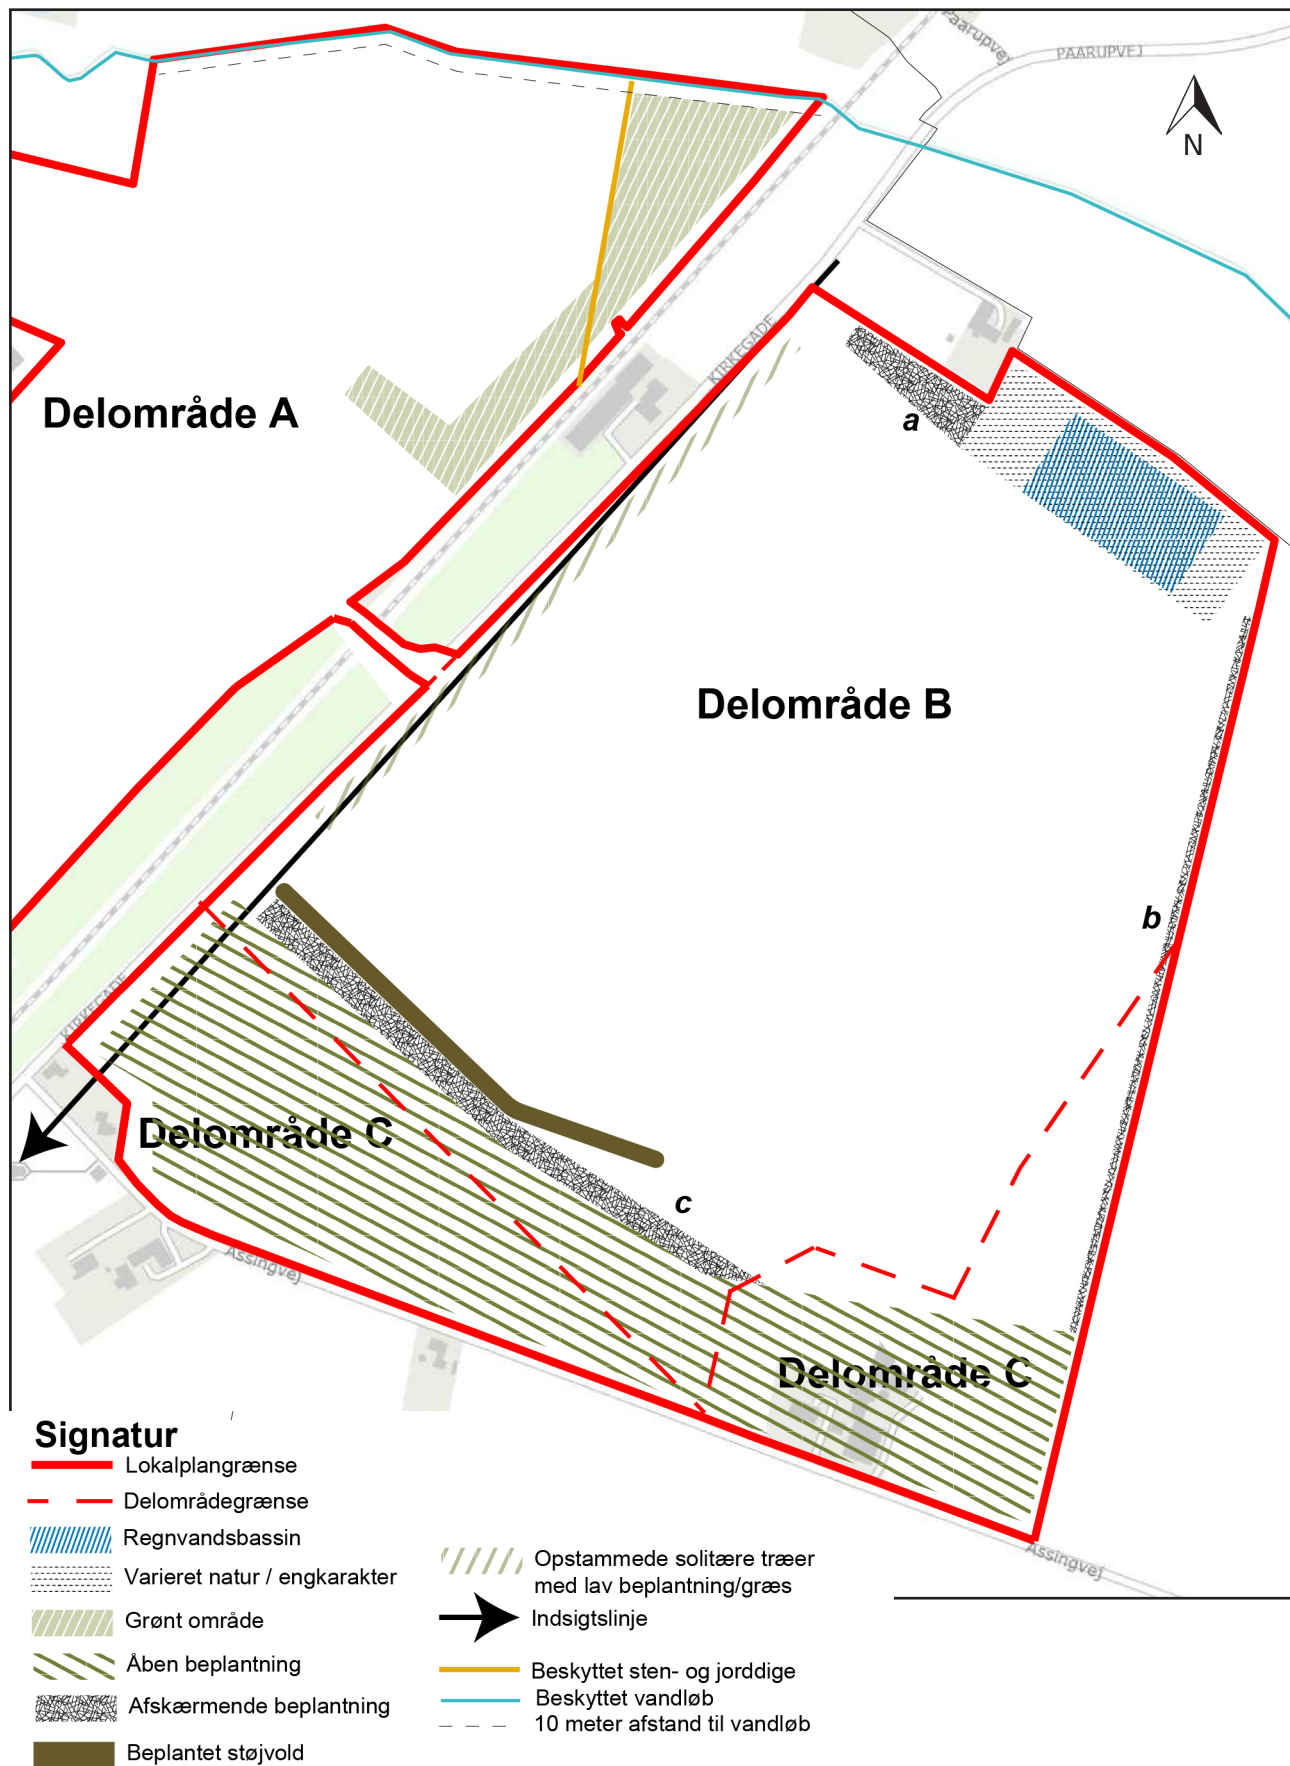 Paarupvej
PAARUPVEJ
N
KIRKEGADE
Delområde A
a
Delområde B
b
KIRKEGADE
Delområde C
c
Assingvej
Delområde C
Assingvej
Signatur
Lokalplangrænse
Delområdegrænse
Regnvandsbassin
Varieret natur / engkarakter
Grønt område
Åben beplantning
Afskærmende beplantning
Beplantet støjvold
Opstammede solitære træer
med lav beplantning/græs
Indsigtslinje
Beskyttet sten- og jorddige
Beskyttet vandløb
10 meter afstand til vandløb